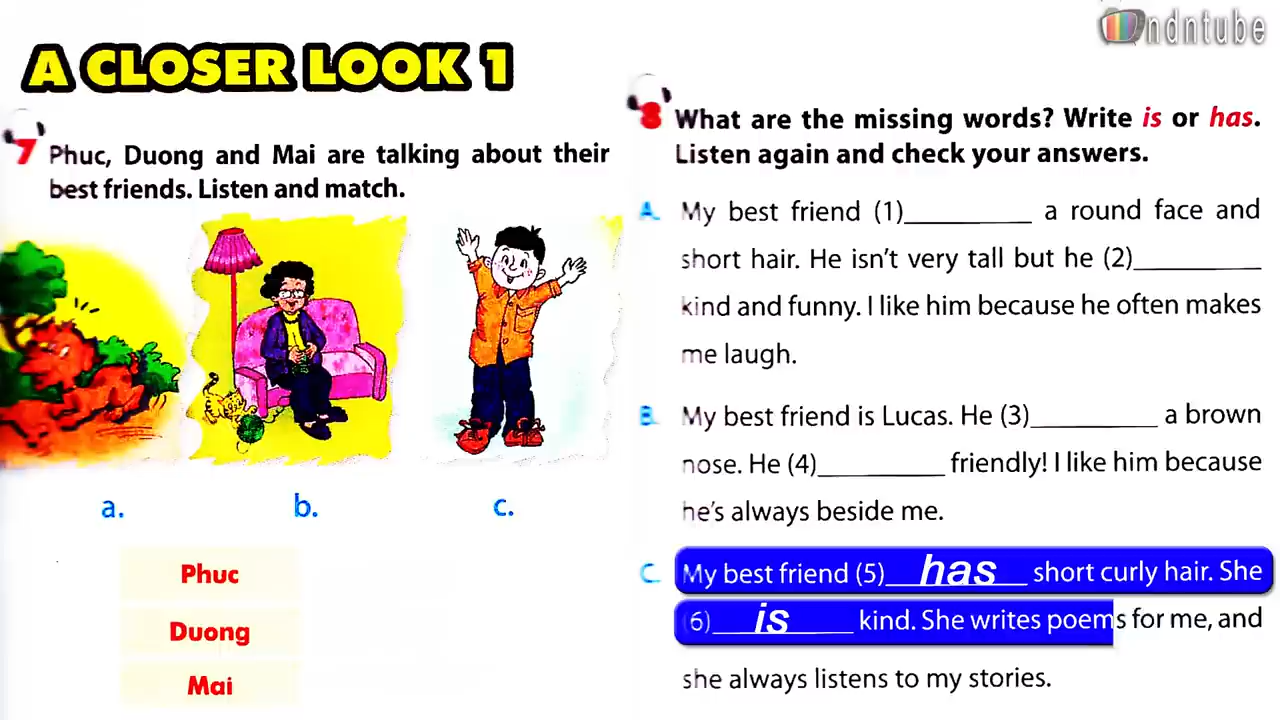 ndntube
A CLOSER LOOK 1
7 Phuc, Duong and Mai are talking about their
best friends. Listen and match.
a. b. c.
Phuc
Duong
Mai
8 What are the missing words? Write is or has.
Listen again and check your answers.
A. My best friend (1)_________ a round face and
short hair. He isn't very tall but he (2)_________
kind and funny. I like him because he often makes
me laugh.
B. My best friend is Lucas. He (3)_________ a brown
nose. He (4)_________ friendly! I like him because
he's always beside me.
C. My best friend (5)__has__ short curly hair. She
6)___is____ kind. She writes poems for me, and
she always listens to my stories.